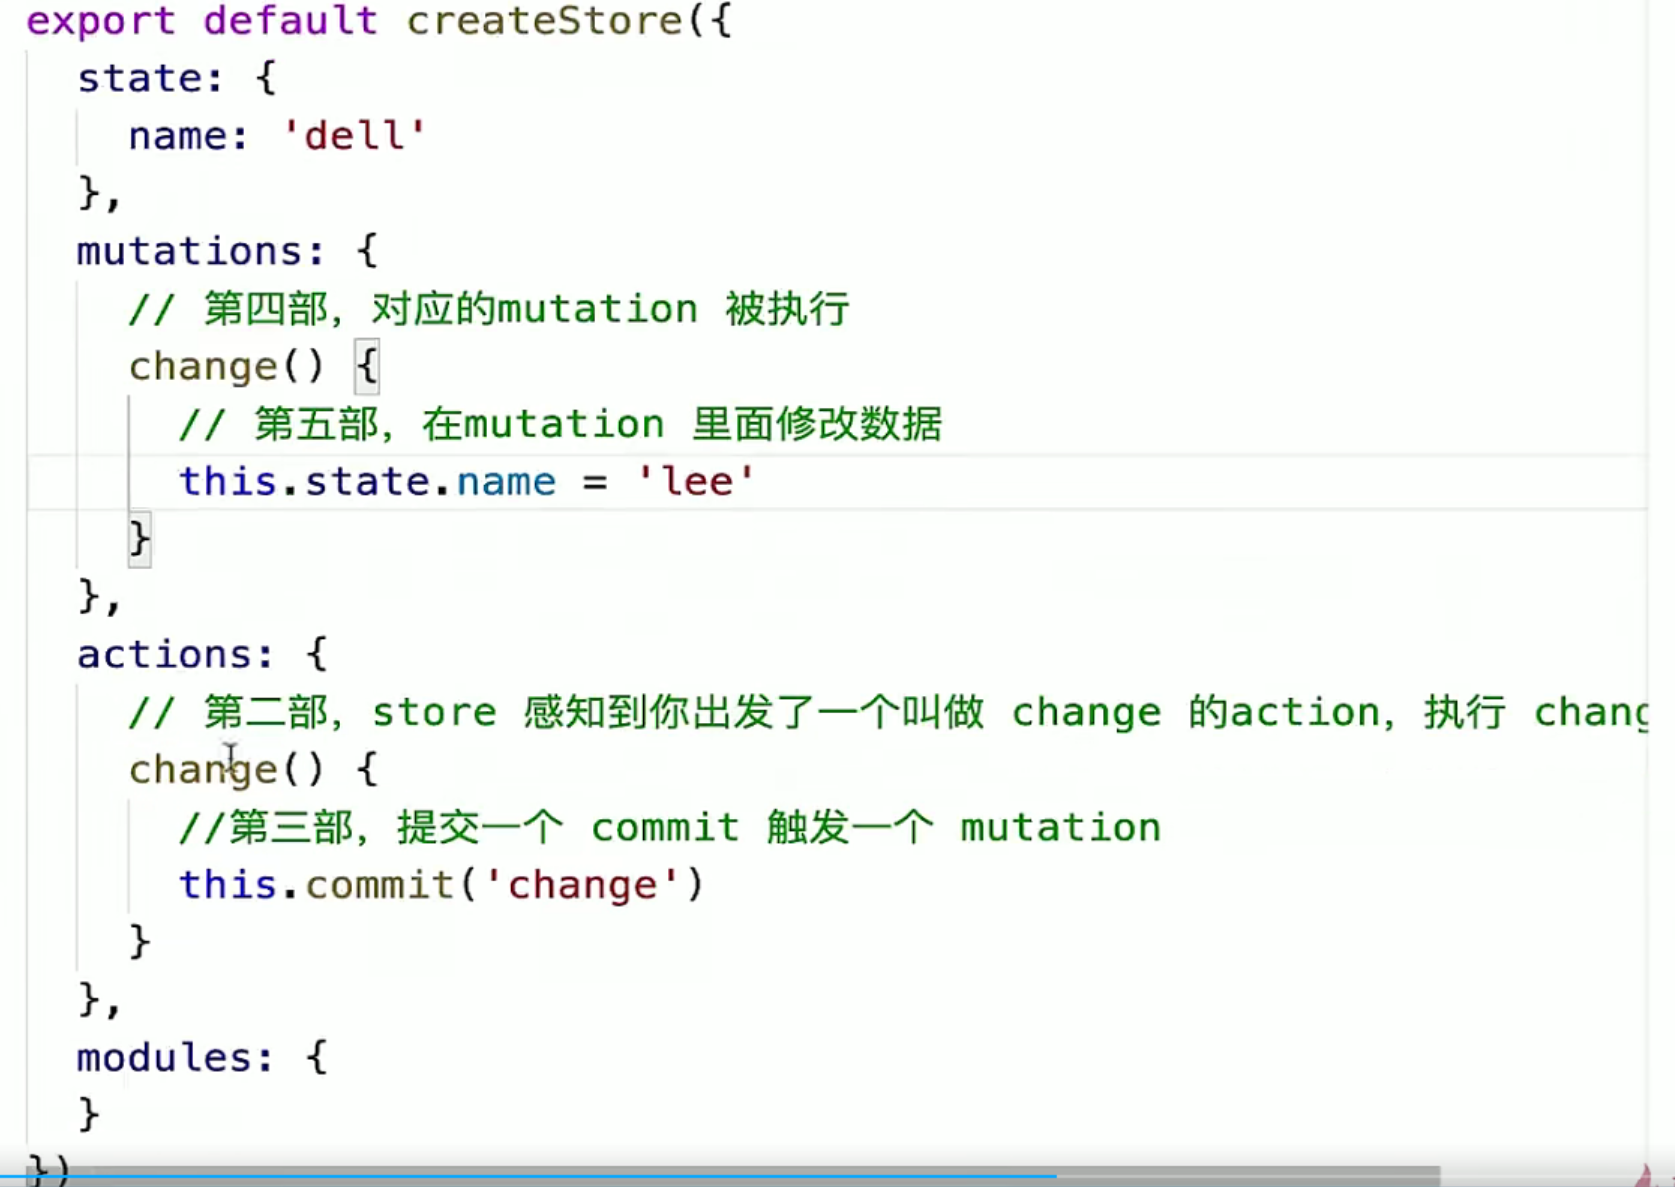 export default createStore({
state: {
name: 'dell'
},
mutations: {
// 第四部，对应的mutation 被执行
change() {
// 第五部，在mutation 里面修改数据
this.state.name = 'lee'
}
},
actions: {
// 第二部，store 感知到你出发了一个叫做 change 的action，执行 chang
change() {
//第三部，提交一个 commit 触发一个 mutation
this.commit('change')
}
},
modules: {
}
})